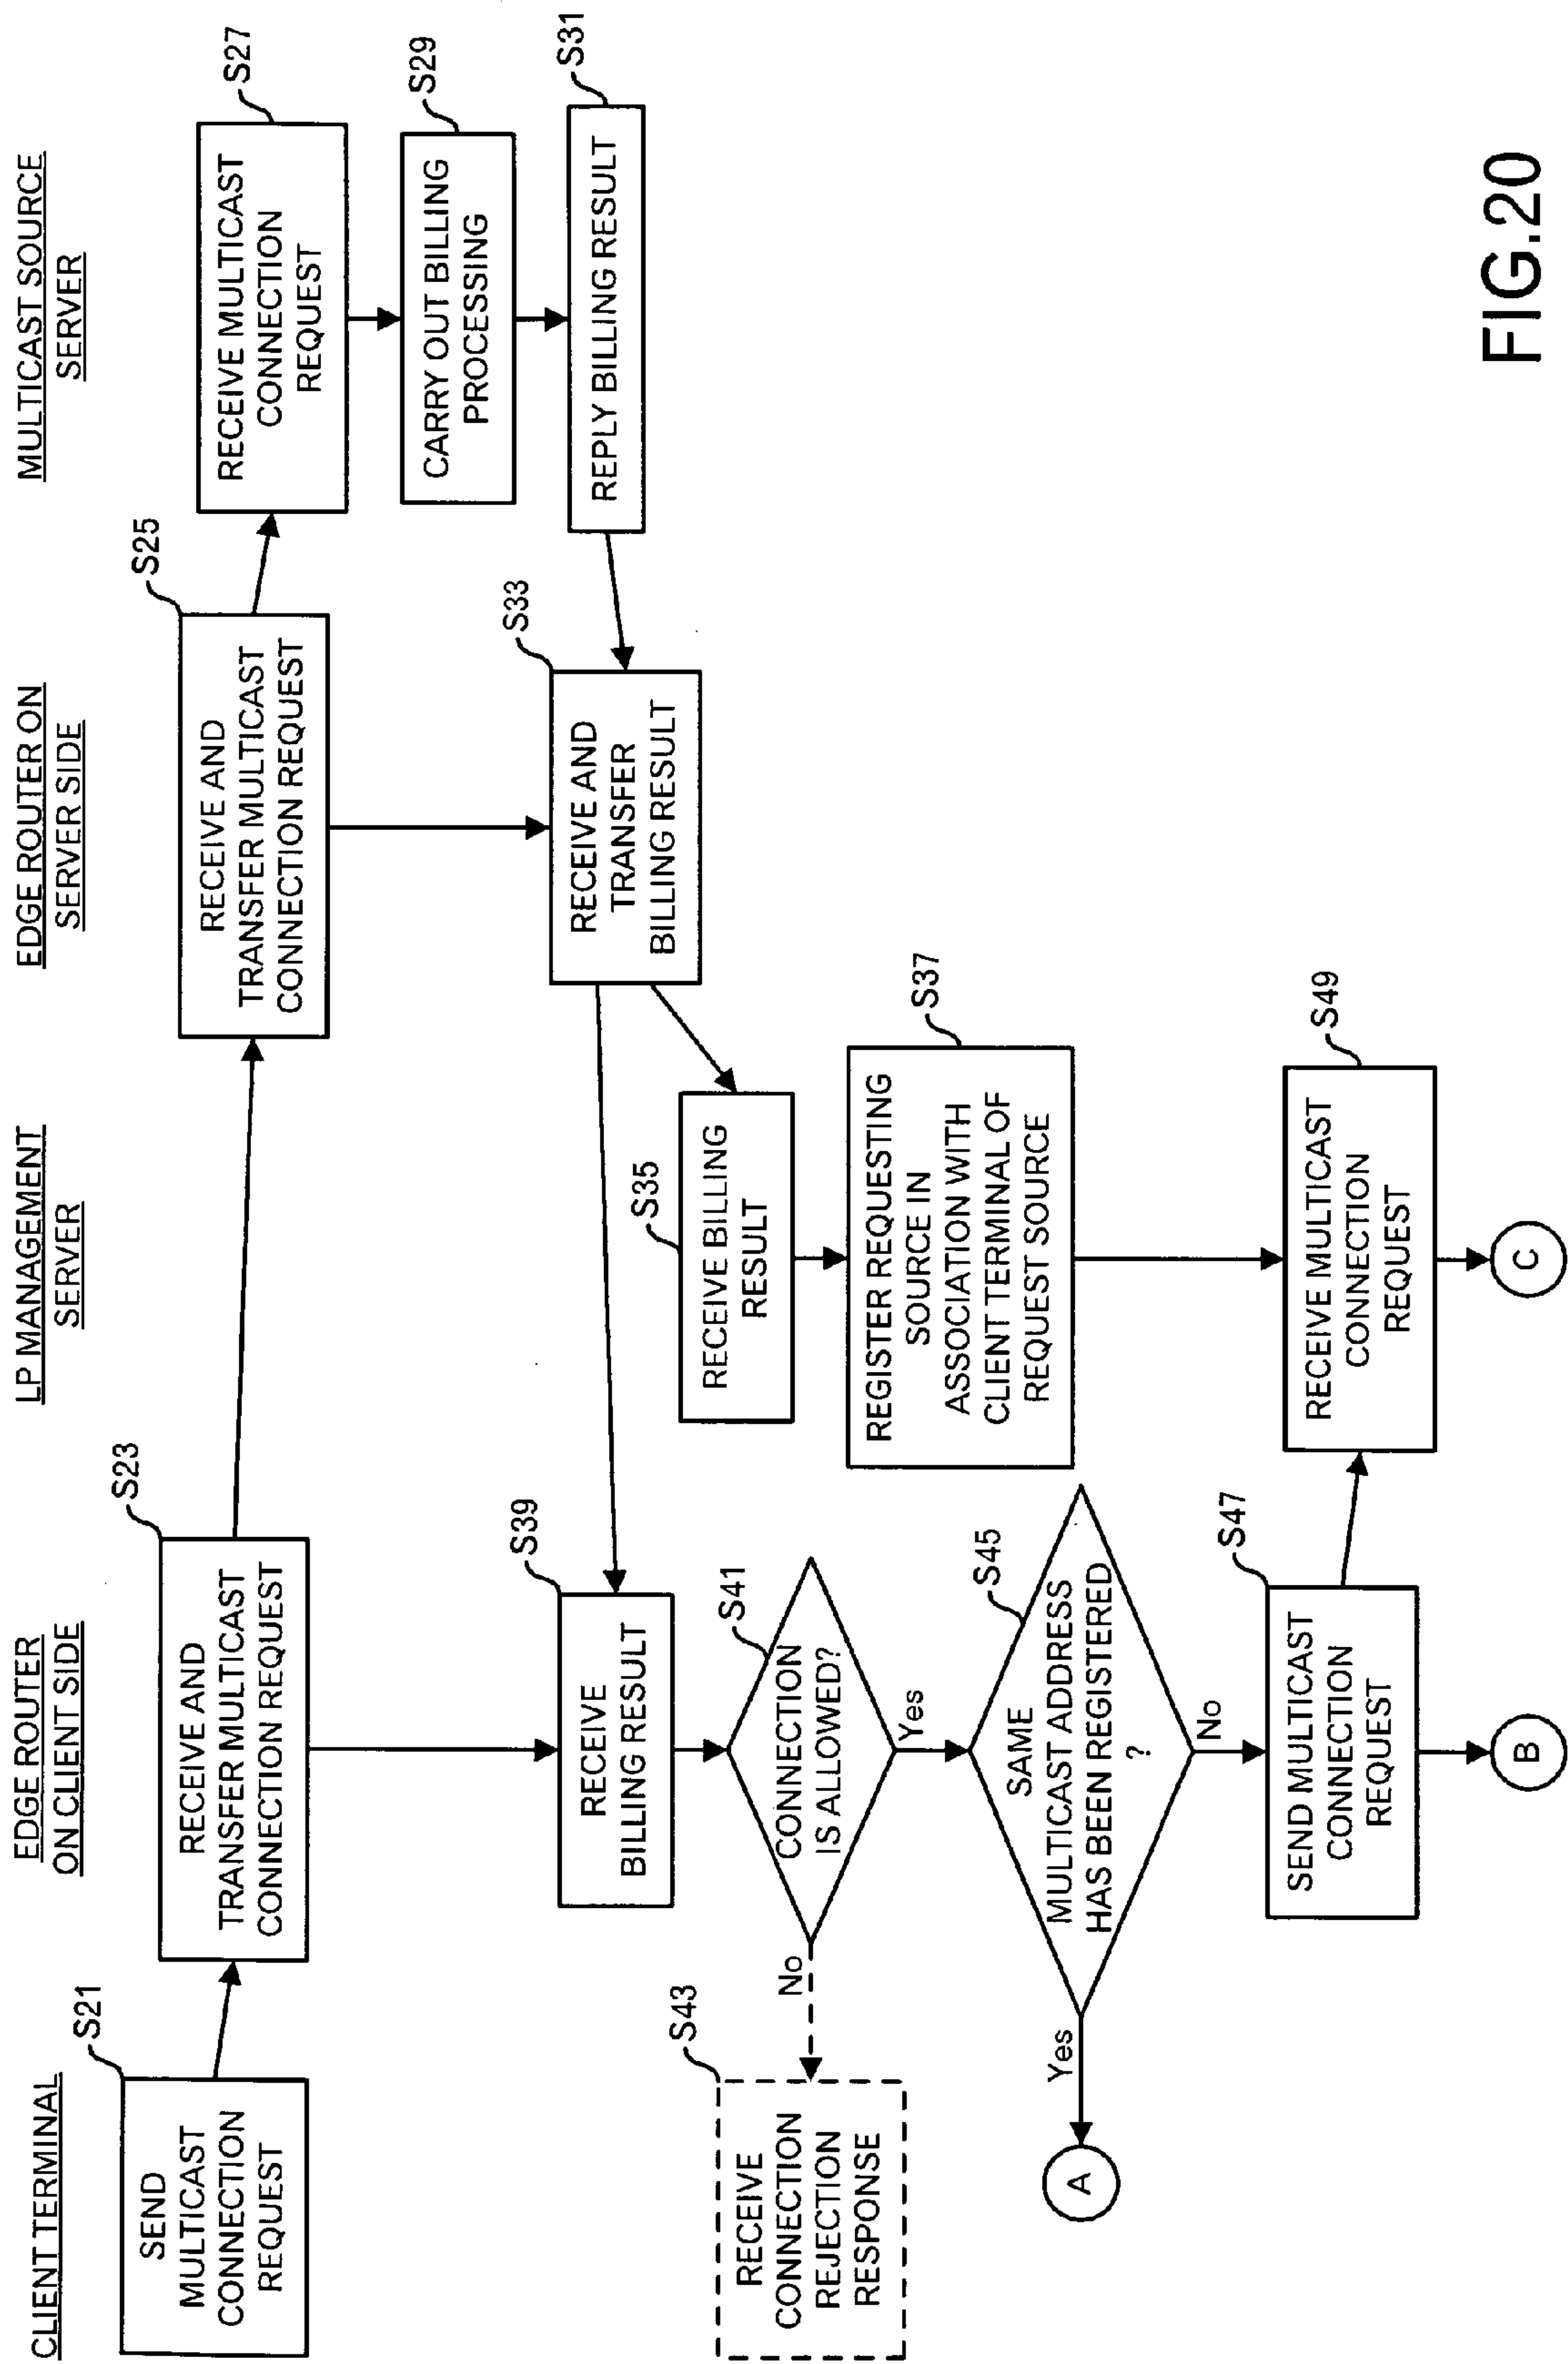 CLIENT TERMINAL
EDGE ROUTER
ON CLIENT SIDE
LP MANAGEMENT
SERVER
EDGE ROUTER ON
SERVER SIDE
MULTICAST SOURCE
SERVER
S21
SEND
MULTICAST
CONNECTION
REQUEST
S23
RECEIVE AND
TRANSFER MULTICAST
CONNECTION REQUEST
S25
RECEIVE AND
TRANSFER MULTICAST
CONNECTION REQUEST
S27
RECEIVE MULTICAST
CONNECTION
REQUEST
S29
CARRY OUT BILLING
PROCESSING
S31
REPLY BILLING RESULT
S33
RECEIVE AND
TRANSFER
BILLING RESULT
S35
RECEIVE BILLING
RESULT
S37
REGISTER REQUESTING
SOURCE IN
ASSOCIATION WITH
CLIENT TERMINAL OF
REQUEST SOURCE
S39
RECEIVE
BILLING RESULT
S41
CONNECTION
IS ALLOWED?
No
Yes
S43
RECEIVE
CONNECTION
REJECTION
RESPONSE
S45
SAME
MULTICAST ADDRESS
HAS BEEN REGISTERED
?
Yes
No
A
S47
SEND MULTICAST
CONNECTION
REQUEST
S49
RECEIVE MULTICAST
CONNECTION
REQUEST
B
C
FIG.20